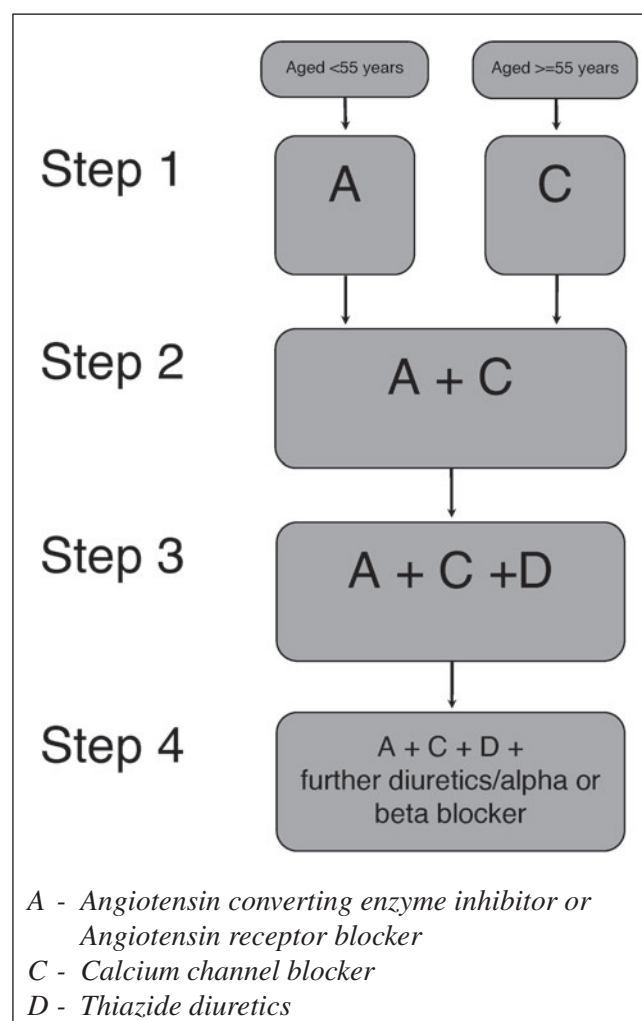 Aged <55 years
Aged >=55 years
Step 1
A
C
Step 2
A + C
Step 3
A + C +D
Step 4
A + C + D +
further diuretics/alpha or
beta blocker
A - Angiotensin converting enzyme inhibitor or
Angiotensin receptor blocker
C - Calcium channel blocker
D - Thiazide diuretics